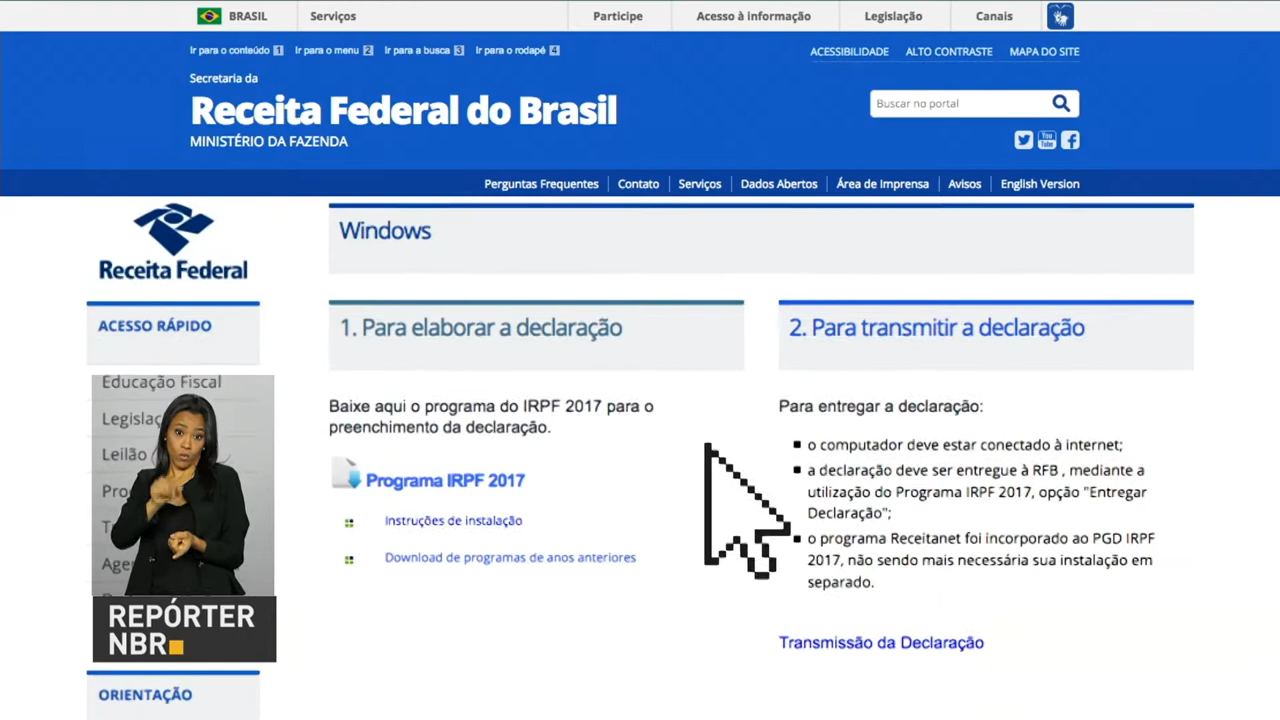 BRASIL
Serviços
Participe
Acesso à informação
Legislação
Canais
Ir para o conteúdo 1
Ir para o menu 2
Ir para a busca 3
Ir para o rodapé 4
ACESSIBILIDADE
ALTO CONTRASTE
MAPA DO SITE
Secretaria da
Receita Federal do Brasil
MINISTÉRIO DA FAZENDA
Buscar no portal
You Tube
Perguntas Frequentes
Contato
Serviços
Dados Abertos
Área de Imprensa
Avisos
English Version
Receita Federal
ACESSO RÁPIDO
Educação Fiscal
Leilão
REPÓRTER
NBR
ORIENTAÇÃO
Windows
1. Para elaborar a declaração
Baixe aqui o programa do IRPF 2017 para o
preenchimento da declaração.
Programa IRPF 2017
Instruções de instalação
Download de programas de anos anteriores
2. Para transmitir a declaração
Para entregar a declaração:
o computador deve estar conectado à internet;
a declaração deve ser entregue à RFB , mediante a
utilização do Programa IRPF 2017, opção "Entregar
Declaração";
o programa Receitanet foi incorporado ao PGD IRPF
2017, não sendo mais necessária sua instalação em
separado.
Transmissão da Declaração